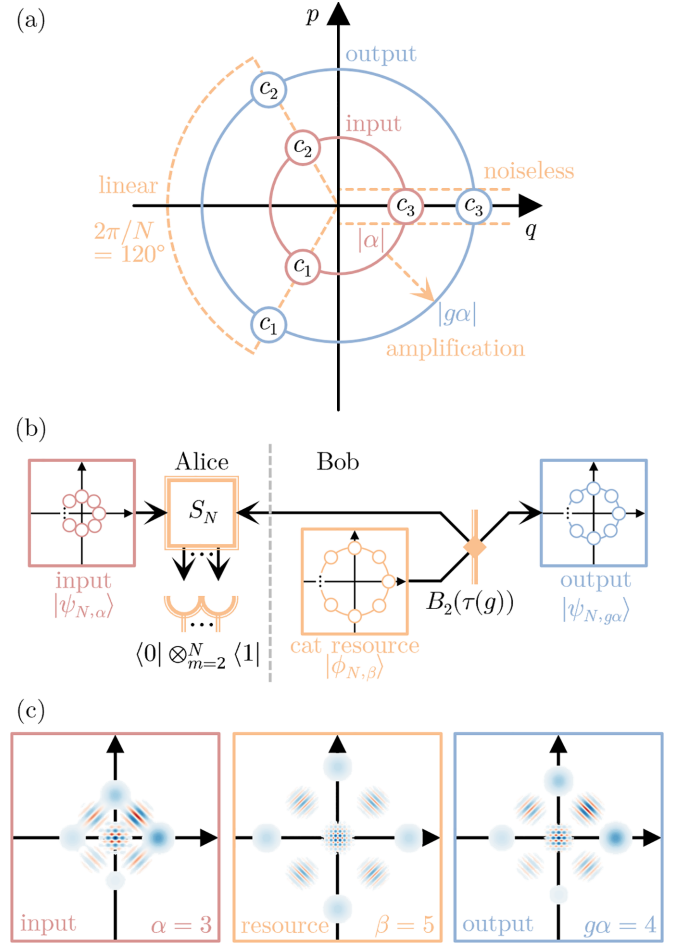 (a)
p
output
c₂
input
c₂
linear
noiseless
c₃
c₃
q
2π/N
= 120°
|α|
c₁
|gα|
c₁
amplification
(b)
Alice
Bob
S_N
input
|ψ_{N,α}⟩
B₂(τ(g))
output
|ψ_{N,gα}⟩
⟨0| ⊗_{m=2}^{N} ⟨1|
cat resource
|ϕ_{N,β}⟩
(c)
input
α = 3
resource
β = 5
output
gα = 4